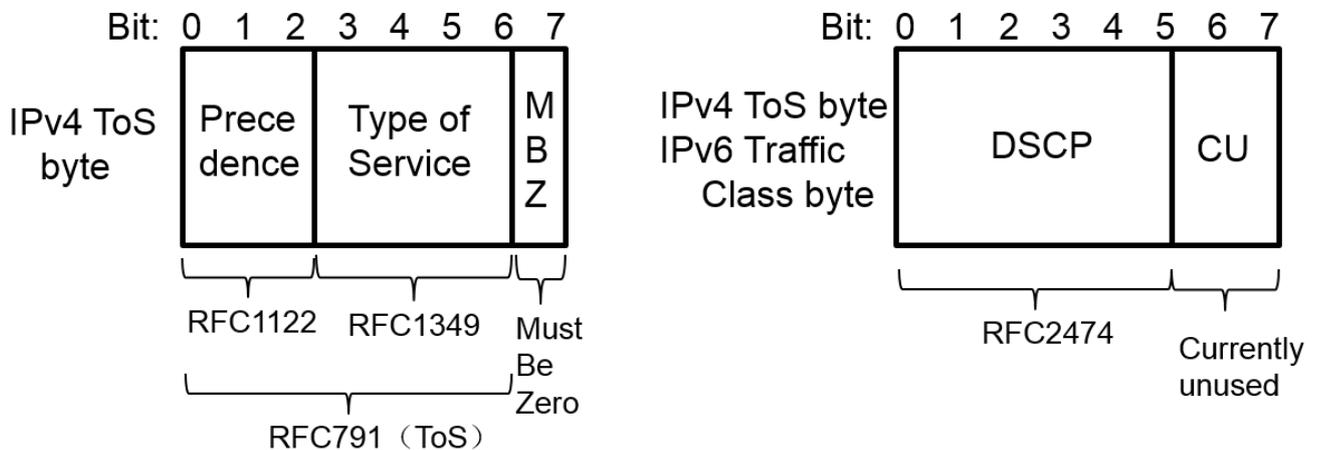 Bit: 0 1 2 3 4 5 6 7
IPv4 ToS
byte
Prece
dence
Type of
Service
M
B
Z
RFC1122
RFC1349
Must
Be
Zero
RFC791（ToS）
Bit: 0 1 2 3 4 5 6 7
IPv4 ToS byte
IPv6 Traffic
Class byte
DSCP
CU
RFC2474
Currently
unused